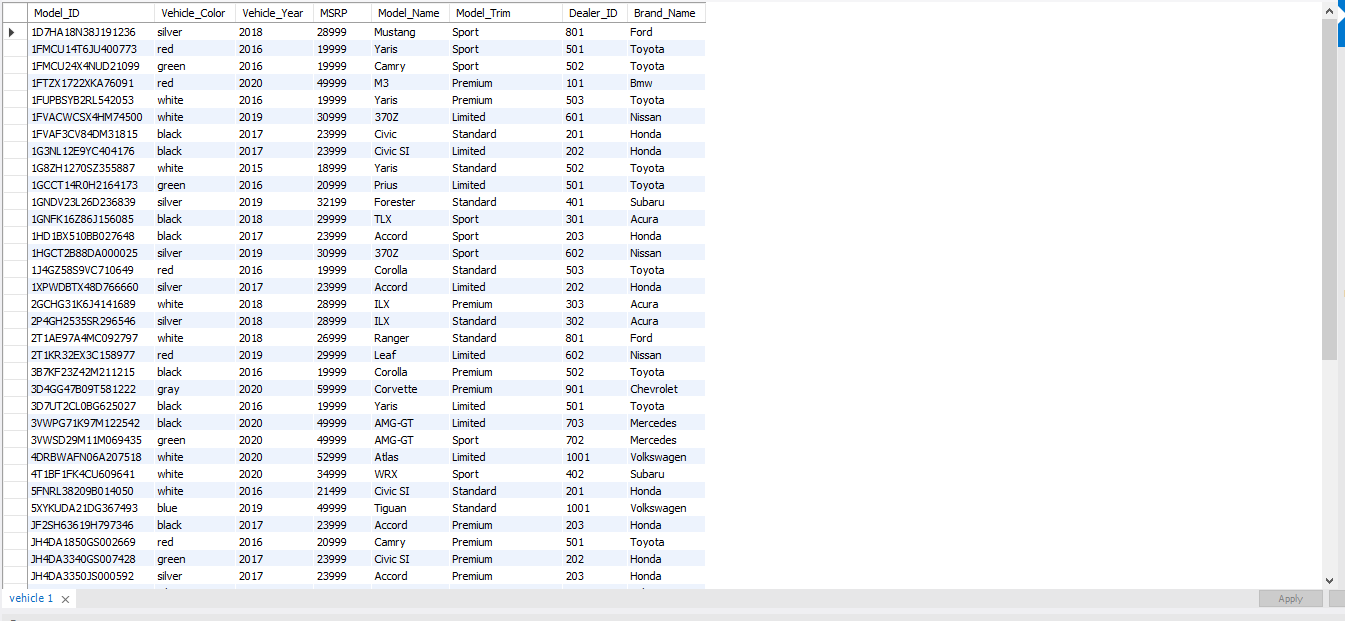 Model_ID Vehicle_Color Vehicle_Year MSRP Model_Name Model_Trim Dealer_ID Brand_Name
1D7HA18N38J191236 silver 2018 28999 Mustang Sport 801 Ford
1FMCU14T6JU400773 red 2016 19999 Yaris Sport 501 Toyota
1FMCU24X4NUD21099 green 2016 19999 Camry Sport 502 Toyota
1FTZX1722XKA76091 red 2020 49999 M3 Premium 101 Bmw
1FUPBSYB2RL542053 white 2016 19999 Yaris Premium 503 Toyota
1FVACWCSX4HM74500 white 2019 30999 370Z Limited 601 Nissan
1FVAF3CV84DM31815 black 2017 23999 Civic Standard 201 Honda
1G3NL12E9YC404176 black 2017 23999 Civic SI Limited 202 Honda
1G8ZH1270SZ355887 white 2015 18999 Yaris Standard 502 Toyota
1GCCT14R0H2164173 green 2016 20999 Prius Limited 501 Toyota
1GNDV23L26D236839 silver 2019 32199 Forester Standard 401 Subaru
1GNFK16Z86J156085 black 2018 29999 TLX Sport 301 Acura
1HD1BX510BB027648 black 2017 23999 Accord Sport 203 Honda
1HGCT2B88DA000025 silver 2019 30999 370Z Sport 602 Nissan
1J4GZ58S9VC710649 red 2016 19999 Corolla Standard 503 Toyota
1XPWDBTX48D766660 silver 2017 23999 Accord Limited 202 Honda
2GCHG31K6J4141689 white 2018 28999 ILX Premium 303 Acura
2P4GH2535SR296546 silver 2018 28999 ILX Standard 302 Acura
2T1AE97A4MC092797 white 2018 26999 Ranger Standard 801 Ford
2T1KR32EX3C158977 red 2019 29999 Leaf Limited 602 Nissan
3B7KF23Z42M211215 black 2016 19999 Corolla Premium 502 Toyota
3D4GG47B09T581222 gray 2020 59999 Corvette Premium 901 Chevrolet
3D7UT2CL0BG625027 black 2016 19999 Yaris Limited 501 Toyota
3VWPG71K97M122542 black 2020 49999 AMG-GT Limited 703 Mercedes
3VWSD29M11M069435 green 2020 49999 AMG-GT Sport 702 Mercedes
4DRBWAFN06A207518 white 2020 52999 Atlas Limited 1001 Volkswagen
4T1BF1FK4CU609641 white 2020 34999 WRX Sport 402 Subaru
5FNRL38209B014050 white 2016 21499 Civic SI Standard 201 Honda
5XYKUDA21DG367493 blue 2019 49999 Tiguan Standard 1001 Volkswagen
JF2SH63619H797346 black 2017 23999 Accord Premium 203 Honda
JH4DA1850GS002669 red 2016 20999 Camry Premium 501 Toyota
JH4DA3340GS007428 green 2017 23999 Civic SI Premium 202 Honda
JH4DA3350JS000592 silver 2017 23999 Accord Premium 203 Honda
vehicle 1 Apply